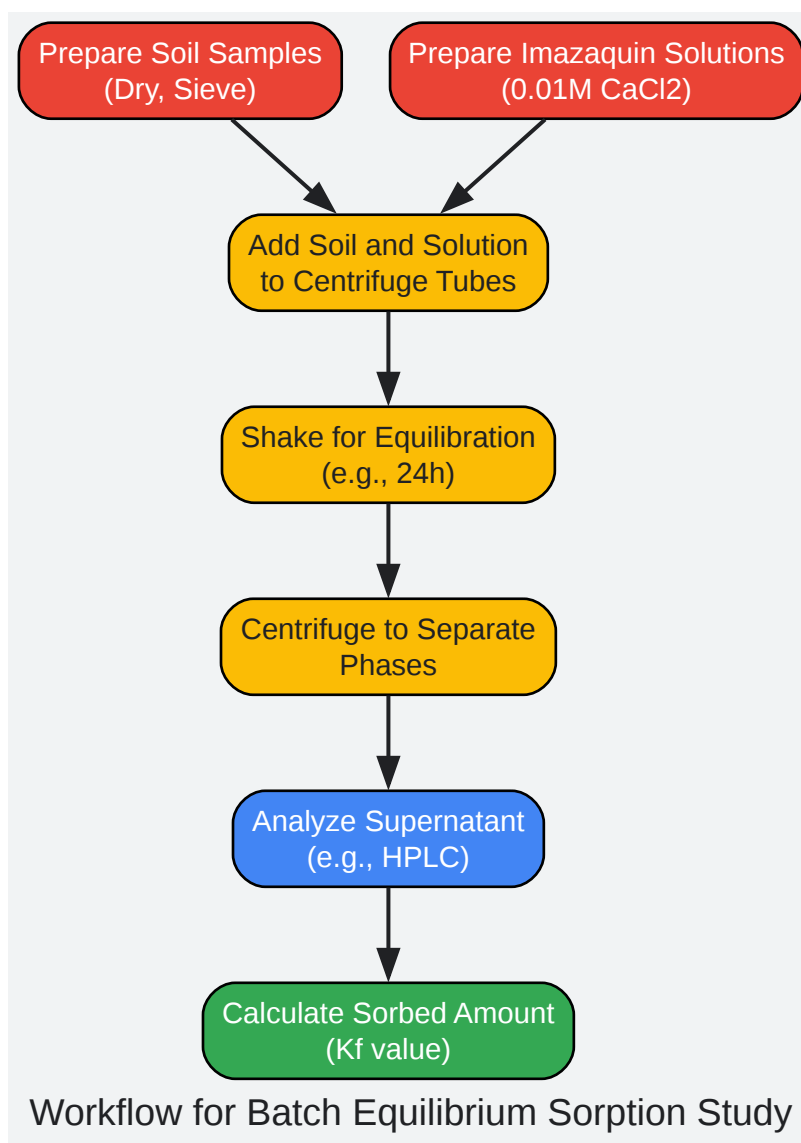 Prepare Soil Samples
(Dry, Sieve)
Prepare Imazaquin Solutions
(0.01M CaCl2)
Add Soil and Solution
to Centrifuge Tubes
Shake for Equilibration
(e.g., 24h)
Centrifuge to Separate
Phases
Analyze Supernatant
(e.g., HPLC)
Calculate Sorbed Amount
(Kf value)
Workflow for Batch Equilibrium Sorption Study